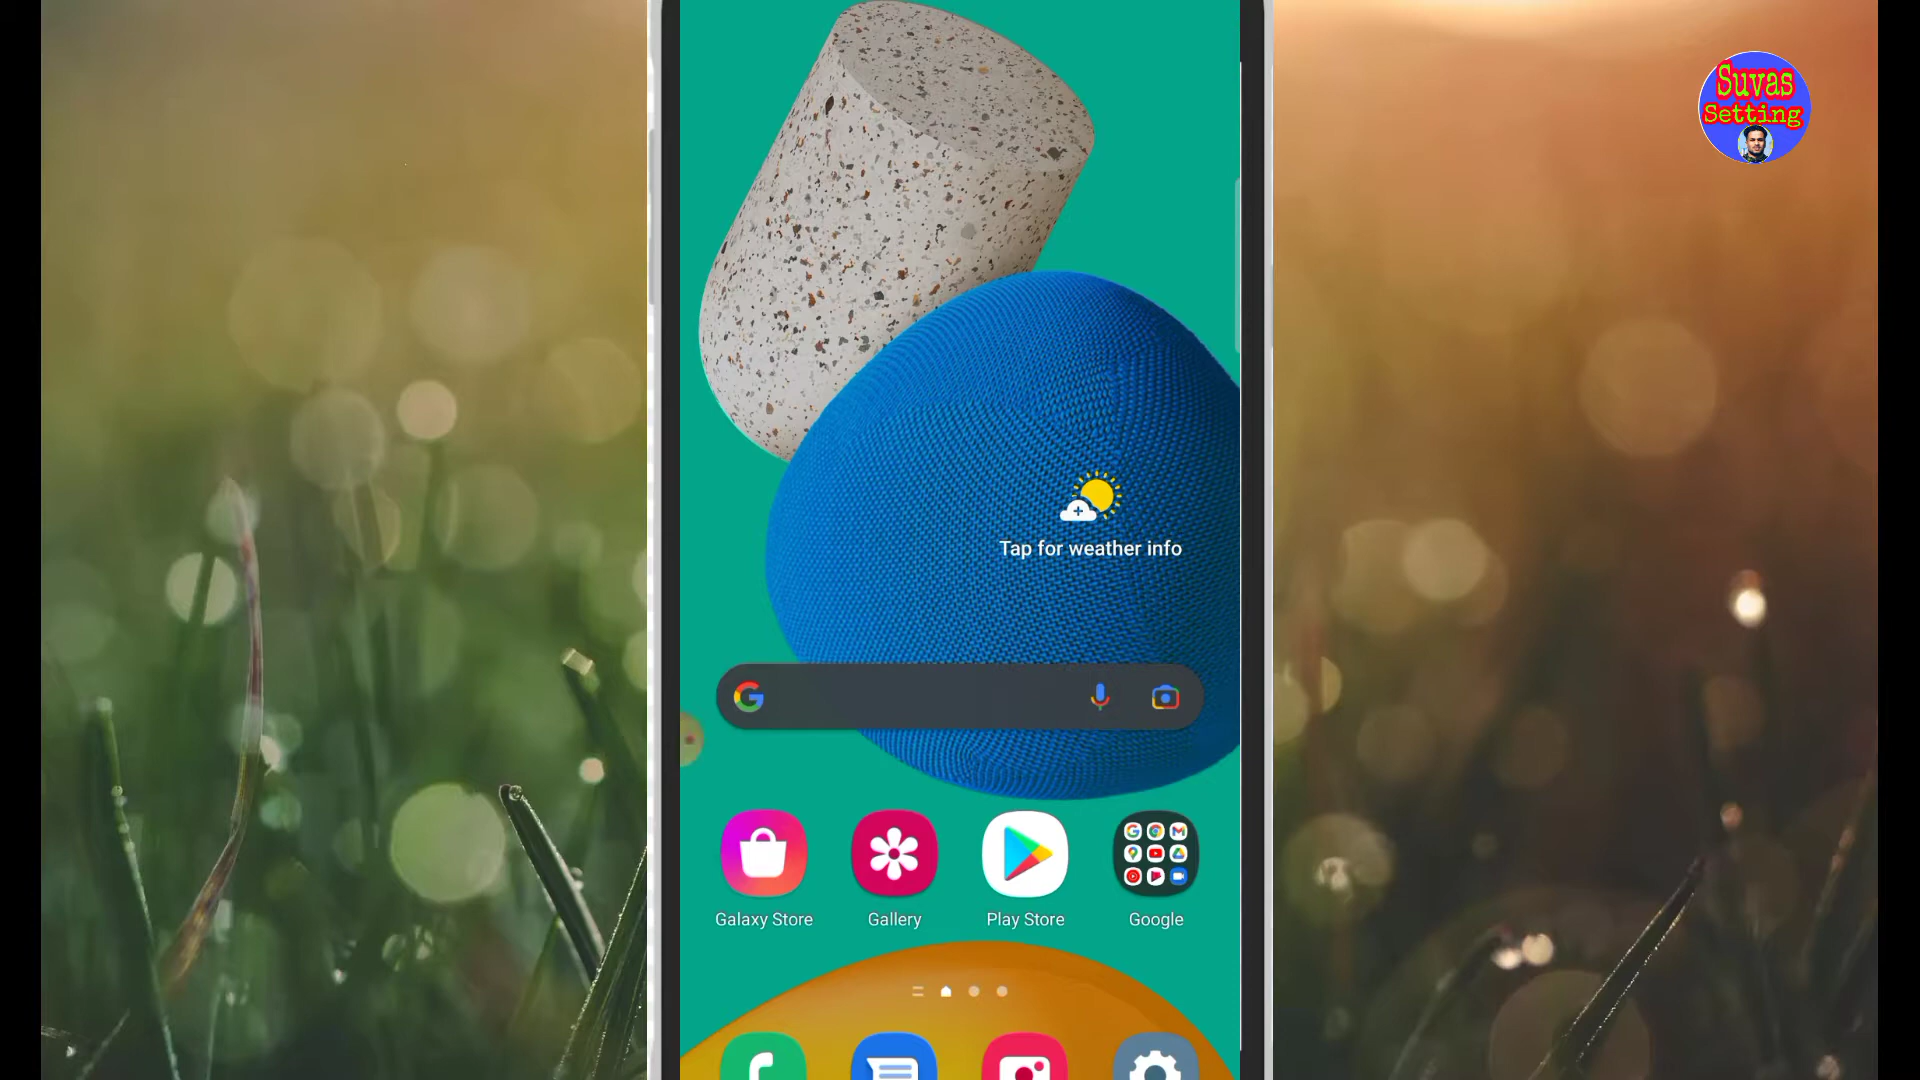 Suvas
Setting
Tap for weather info
Galaxy Store
Gallery
Play Store
Google